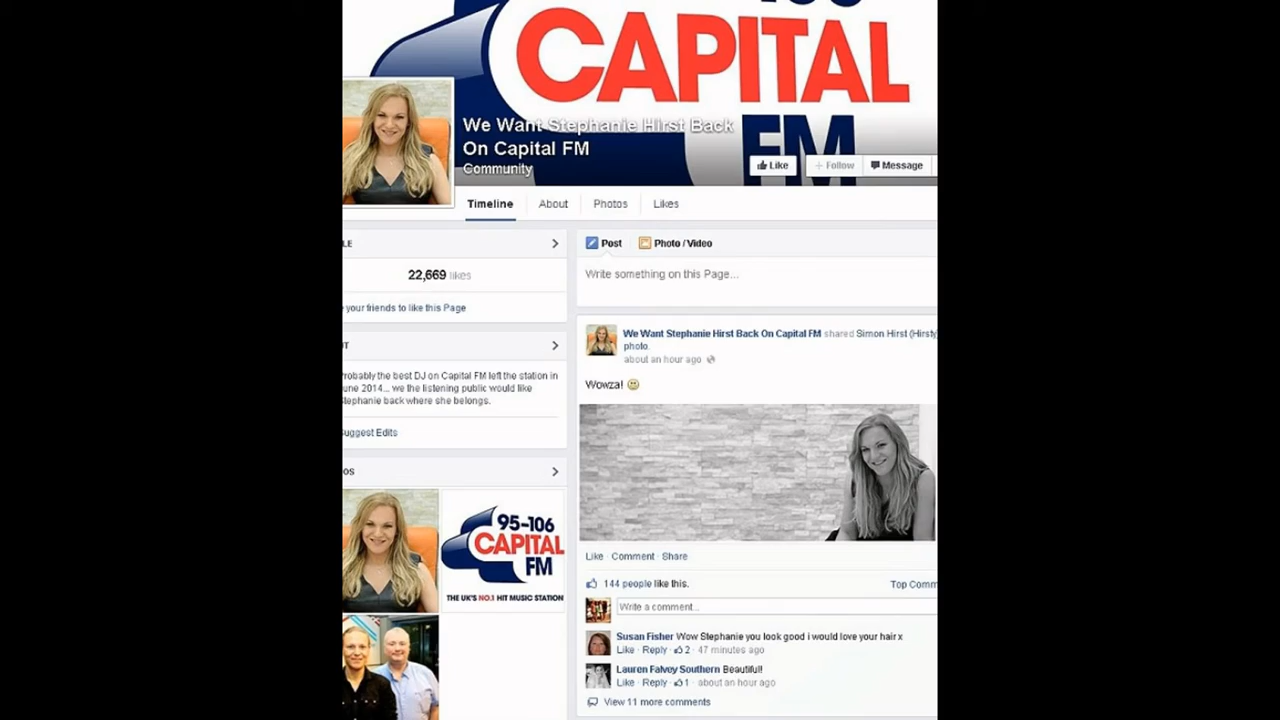 CAPITAL
FM
We Want Stephanie Hirst Back
On Capital FM
Community
Like
+ Follow
Message
Timeline
About
Photos
Likes
LE
22,669 likes
your friends to like this Page
robably the best DJ on Capital FM left the station in
une 2014... we the listening public would like
tephanie back where she belongs.
uggest Edits
os
95-106
CAPITAL
FM
THE UK'S NO.1 HIT MUSIC STATION
Post
Photo / Video
Write something on this Page...
We Want Stephanie Hirst Back On Capital FM shared Simon Hirst (Hirsty
photo.
about an hour ago
Wowza!
Like · Comment · Share
144 people like this.
Top Comm
Write a comment...
Susan Fisher Wow Stephanie you look good i would love your hair x
Like · Reply · 2 · 47 minutes ago
Lauren Falvey Southern Beautiful!
Like · Reply · 1 · about an hour ago
View 11 more comments